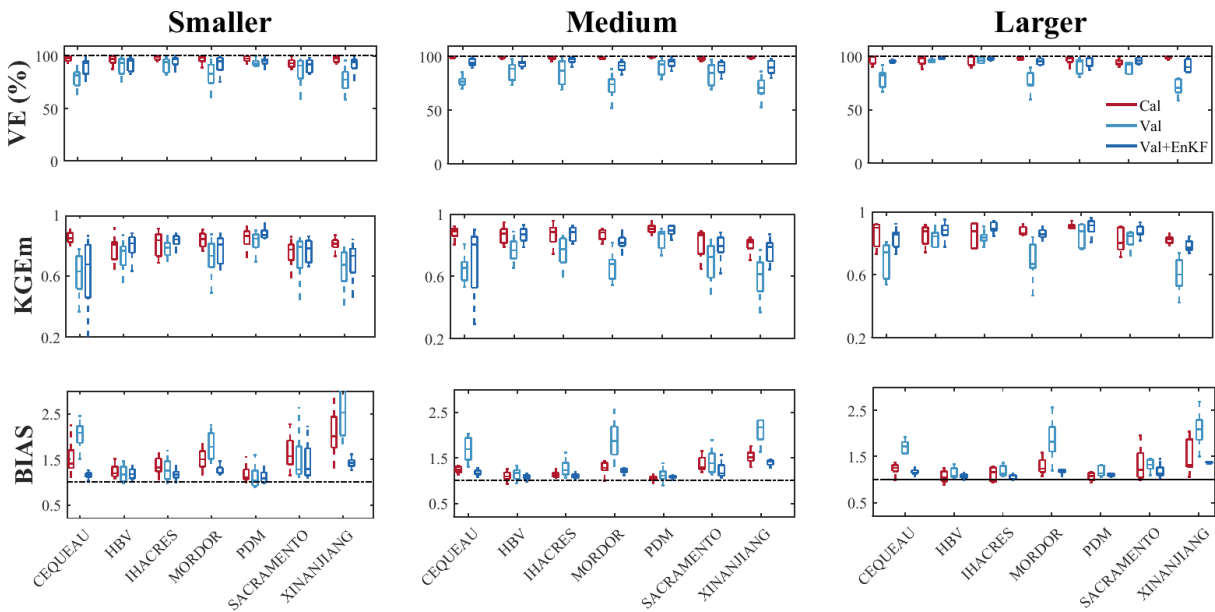 Smaller Medium Larger
VE (%)
100 100 100
50 50 50
0 0 0
Cal
Val
Val+EnKF
KGEm
1 1 1
0.6 0.6 0.6
0.2 0.2 0.2
BIAS
2.5 2.5 2.5
1.5 1.5 1.5
0.5 0.5 0.5
CEQUEAU HBV IHACRES MORDOR PDM SACRAMENTO XINANJIANG
CEQUEAU HBV IHACRES MORDOR PDM SACRAMENTO XINANJIANG
CEQUEAU HBV IHACRES MORDOR PDM SACRAMENTO XINANJIANG